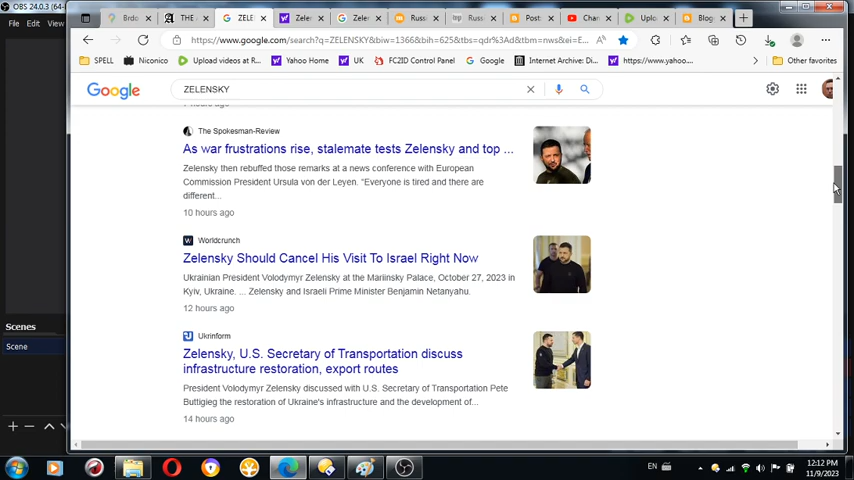 OBS 24.0.3 (64-
File Edit View
Brdo
THE
ZELE
Zeler
Zele
Russi
Russ
Posts
Chan
Uplo
Blog
https://www.google.com/search?q=ZELENSKY&biw=1366&bih=625&tbs=qdr%3Ad&tbm=nws&ei=E...
SPELL
Niconico
Upload videos at R...
Yahoo Home
UK
FC2ID Control Panel
Google
Internet Archive: Di...
https://www.yahoo....
Other favorites
Google
ZELENSKY
The Spokesman-Review
As war frustrations rise, stalemate tests Zelensky and top ...
Zelensky then rebuffed those remarks at a news conference with European
Commission President Ursula von der Leyen. “Everyone is tired and there are
different...
10 hours ago
Worldcrunch
Zelensky Should Cancel His Visit To Israel Right Now
Ukrainian President Volodymyr Zelensky at the Mariinsky Palace, October 27, 2023 in
Kyiv, Ukraine. ... Zelensky and Israeli Prime Minister Benjamin Netanyahu.
12 hours ago
Ukrinform
Zelensky, U.S. Secretary of Transportation discuss
infrastructure restoration, export routes
President Volodymyr Zelensky discussed with U.S. Secretary of Transportation Pete
Buttigieg the restoration of Ukraine's infrastructure and the development of...
14 hours ago
Scenes
Scene
EN
12:12 PM
11/9/2023